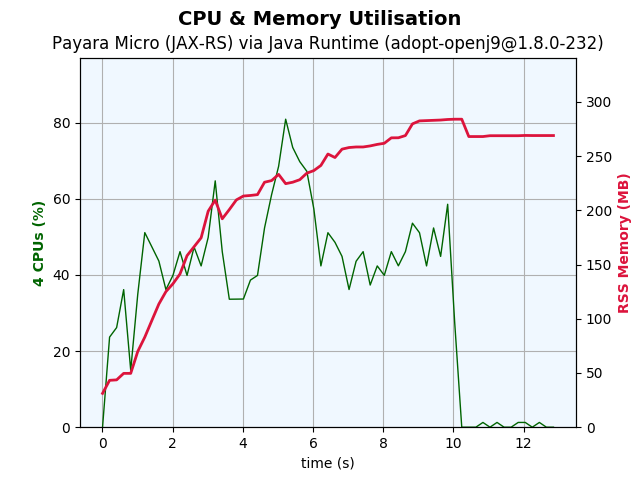 CPU & Memory Utilisation
Payara Micro (JAX-RS) via Java Runtime (adopt-openj9@1.8.0-232)
80
60
40
20
0
4 CPUs (%)
300
250
200
150
100
50
0
RSS Memory (MB)
0 2 4 6 8 10 12
time (s)